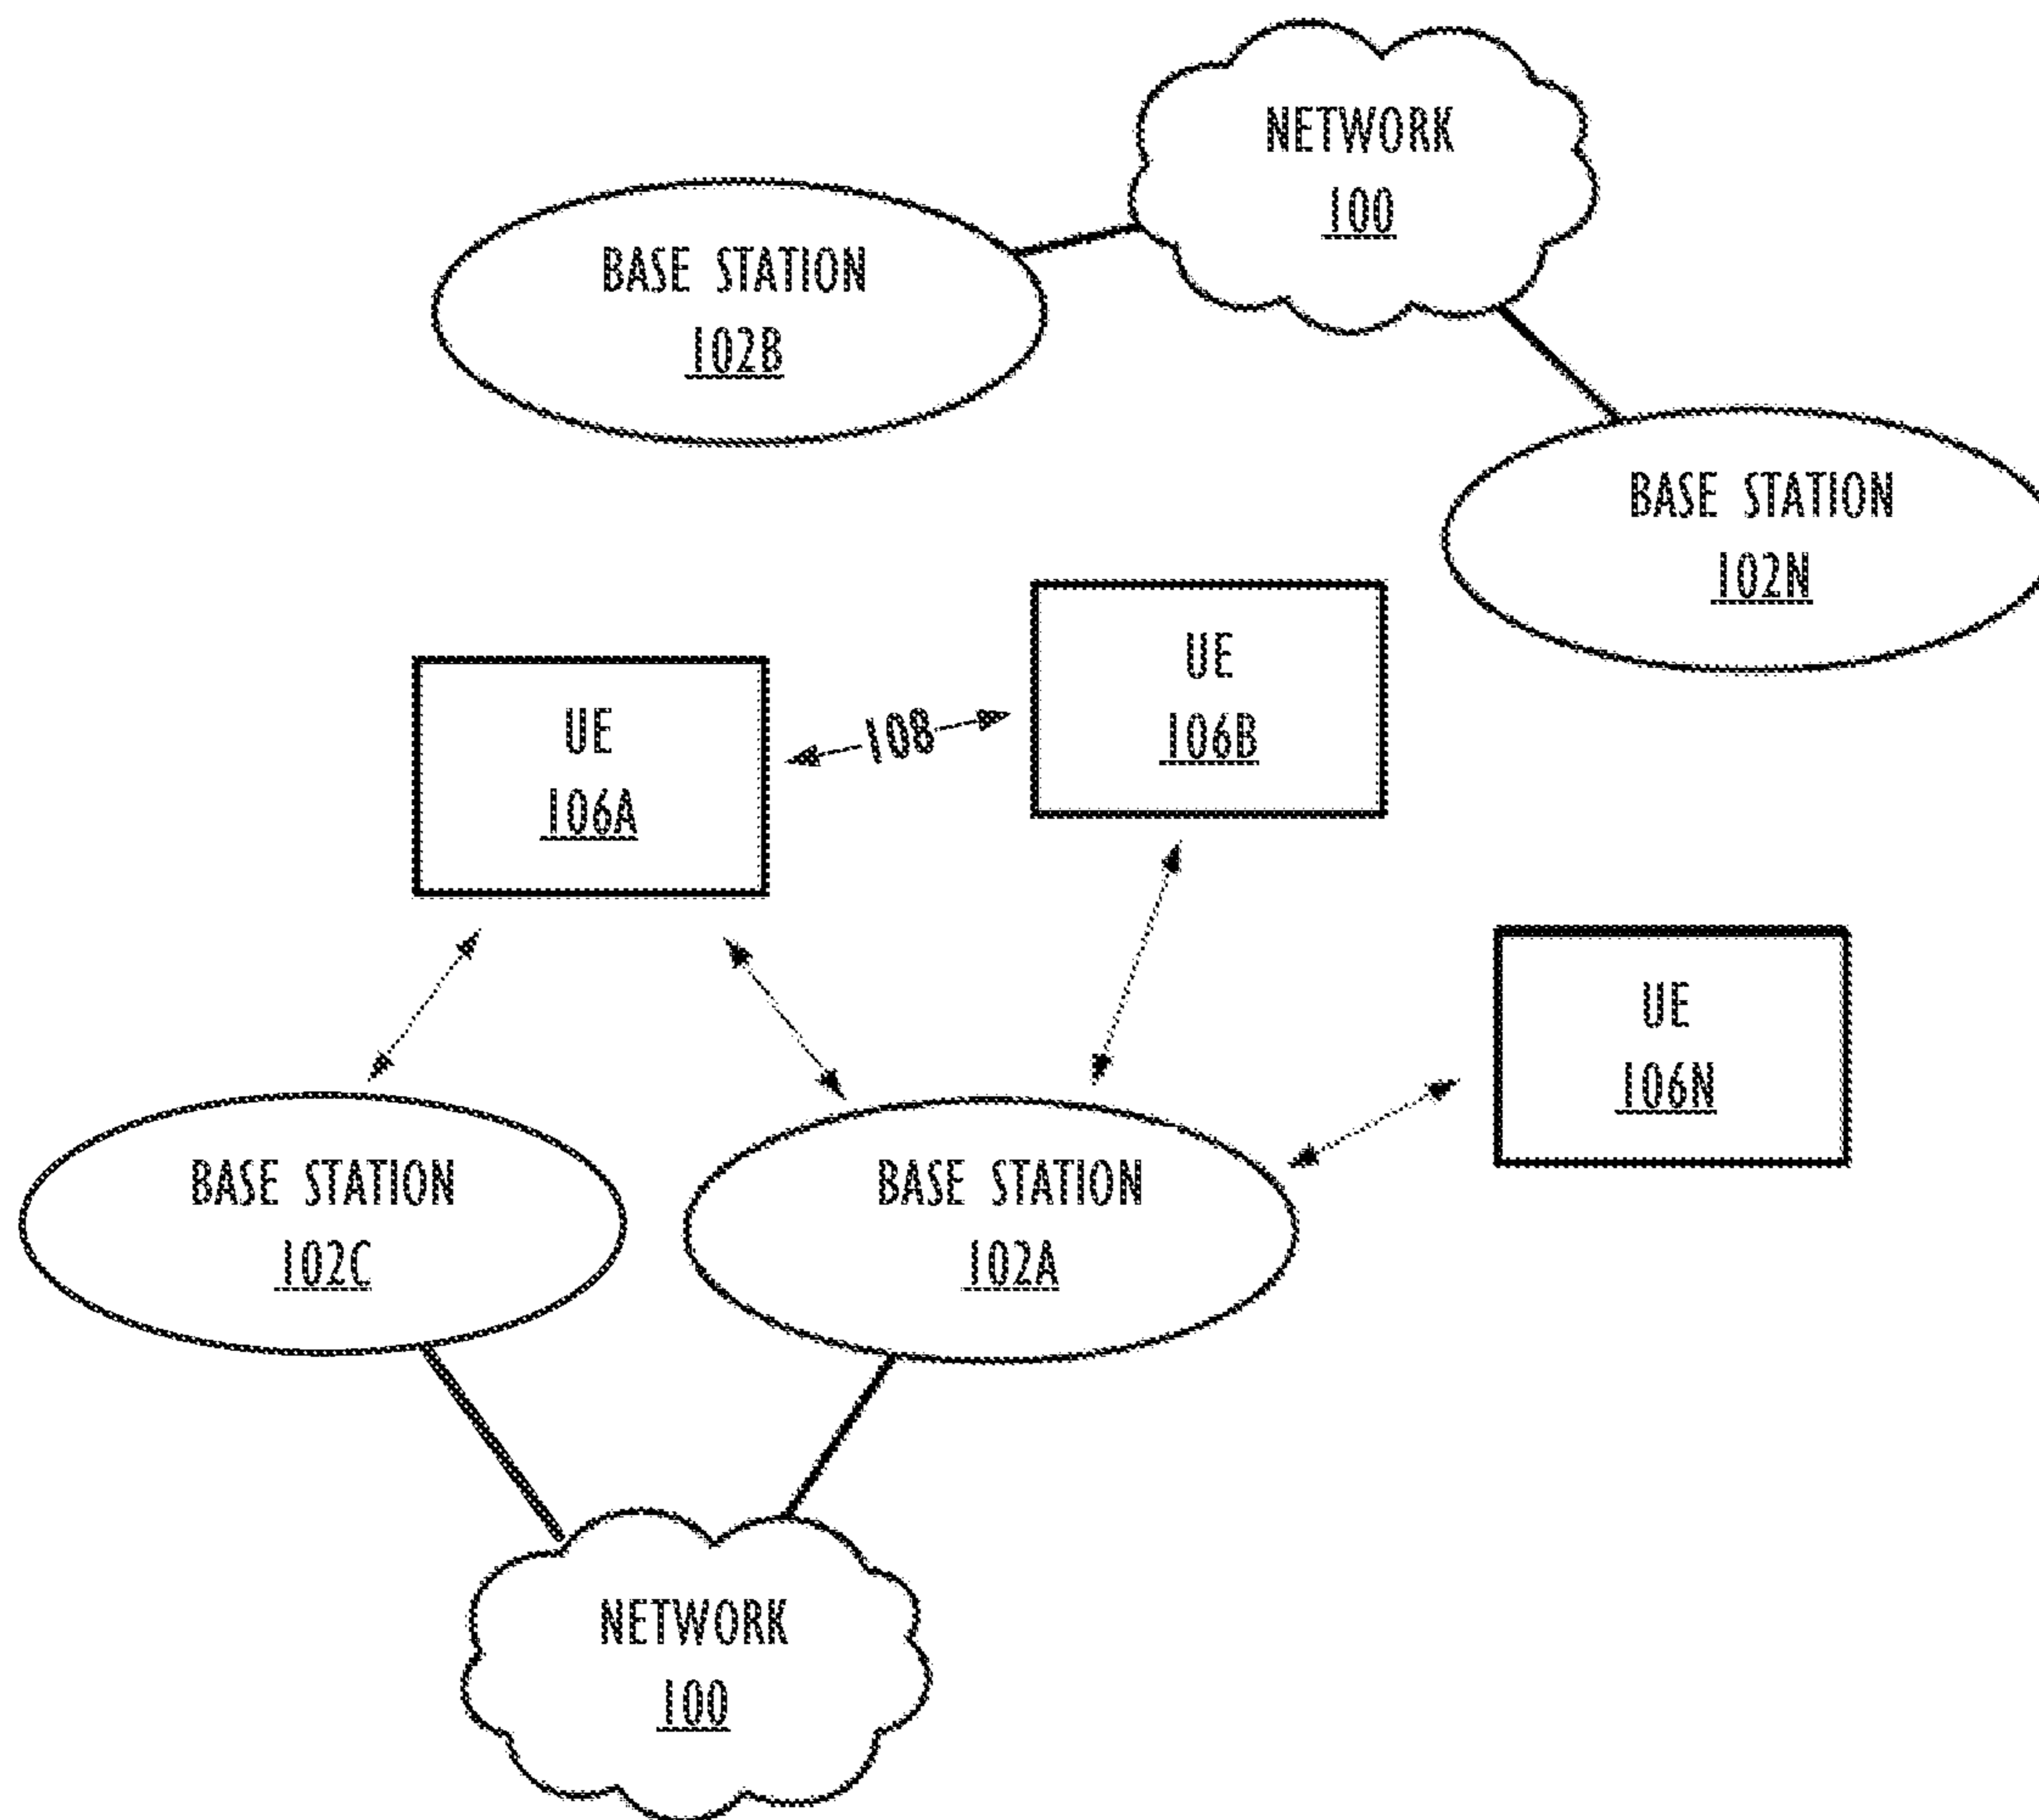 NETWORK
100
BASE STATION
102B
BASE STATION
102N
UE
106B
UE
106A
108
UE
106N
BASE STATION
102C
BASE STATION
102A
NETWORK
100